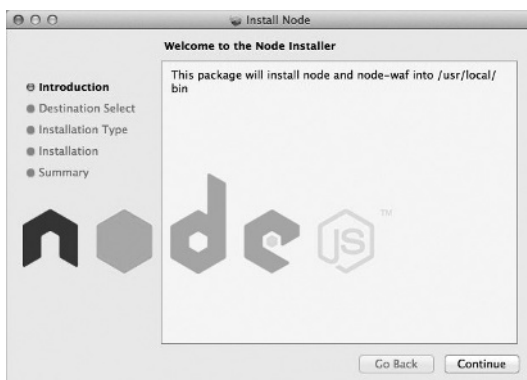 Install Node
Welcome to the Node Installer
Introduction
Destination Select
Installation Type
Installation
Summary
This package will install node and node-waf into /usr/local/
bin
node
JS
TM
Go Back
Continue